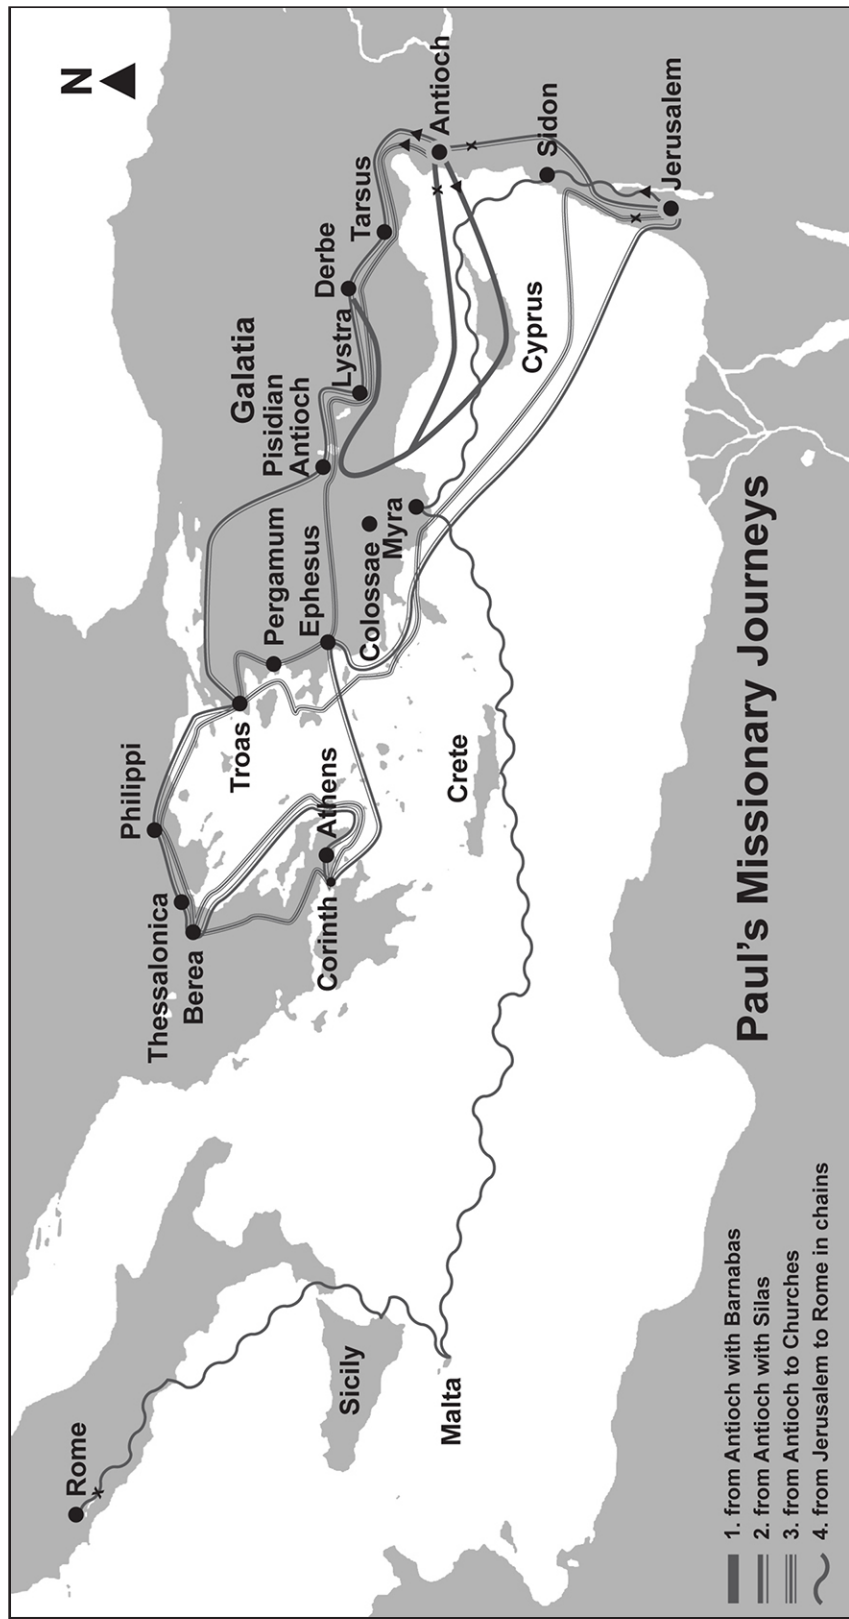 N
Rome
Sicily
Malta
Thessalonica
Berea
Philippi
Corinth
Athens
Crete
Troas
Pergamum
Ephesus
Colossae
Myra
Galatia
Pisidian
Antioch
Lystra
Derbe
Tarsus
Cyprus
Antioch
Sidon
Jerusalem
Paul's Missionary Journeys
1. from Antioch with Barnabas
2. from Antioch with Silas
3. from Antioch to Churches
4. from Jerusalem to Rome in chains